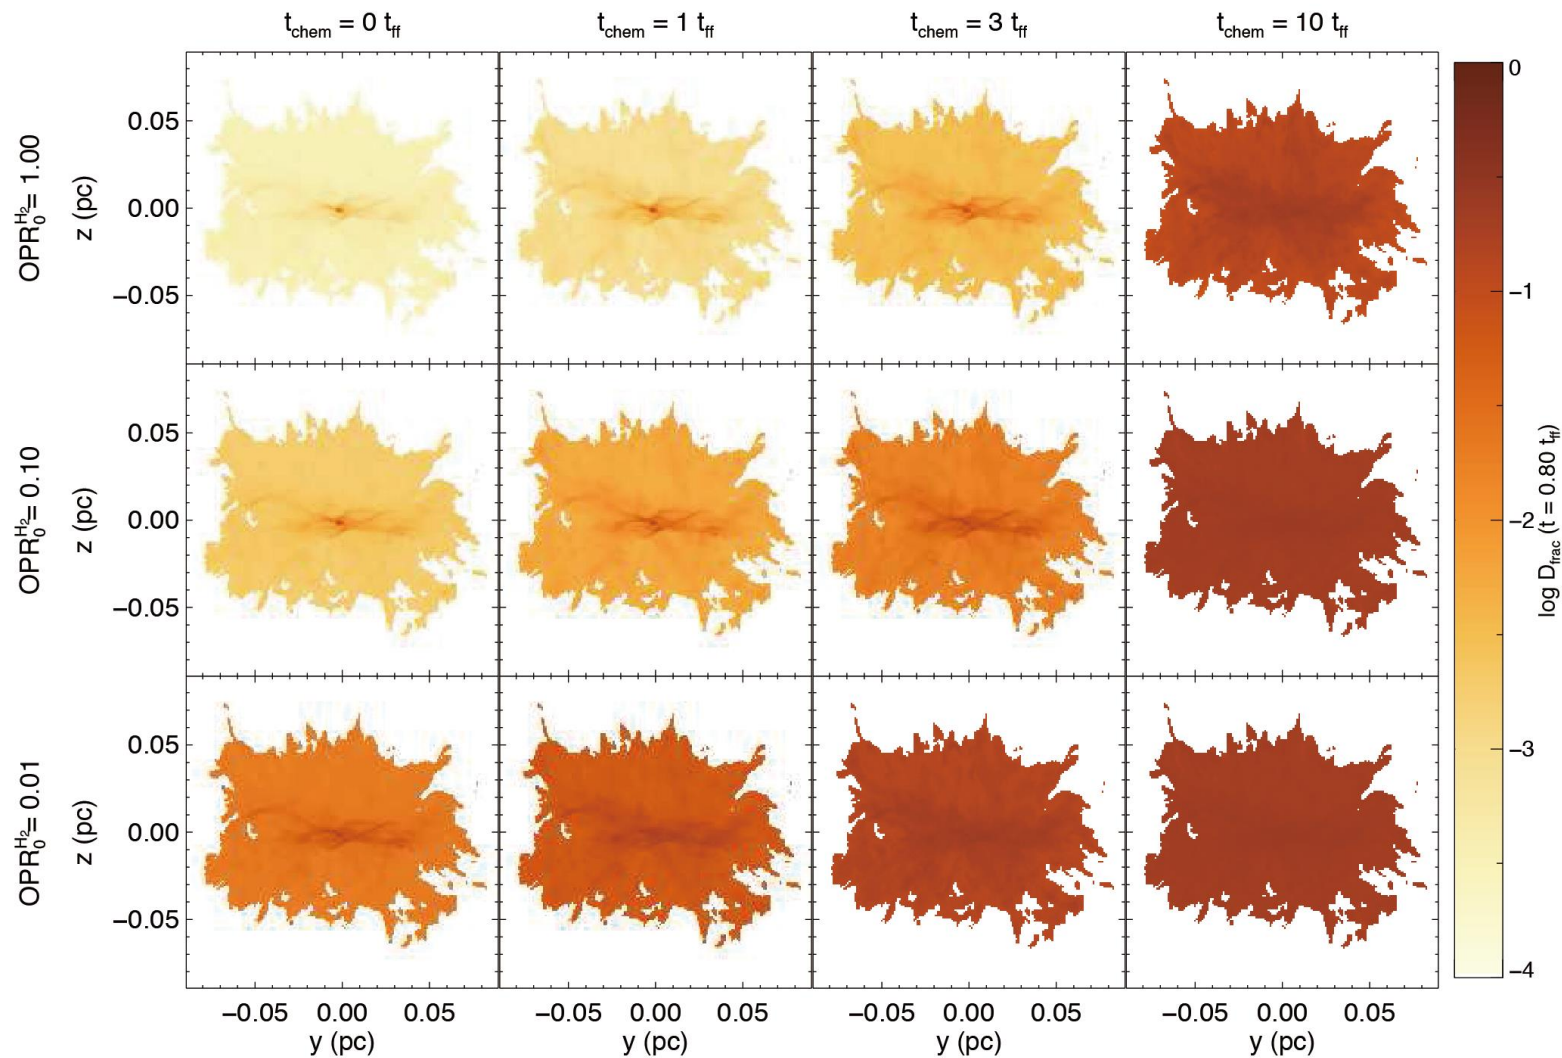 t_chem = 0 t_ff t_chem = 1 t_ff t_chem = 3 t_ff t_chem = 10 t_ff
OPR_0^H₂ = 1.00
z (pc)
0.05
0.00
−0.05
OPR_0^H₂ = 0.10
z (pc)
0.05
0.00
−0.05
OPR_0^H₂ = 0.01
z (pc)
0.05
0.00
−0.05
−0.05 0.00 0.05 −0.05 0.00 0.05 −0.05 0.00 0.05 −0.05 0.00 0.05
y (pc) y (pc) y (pc) y (pc)
0
−1
−2
−3
−4
log D_frac (t = 0.80 t_ff)